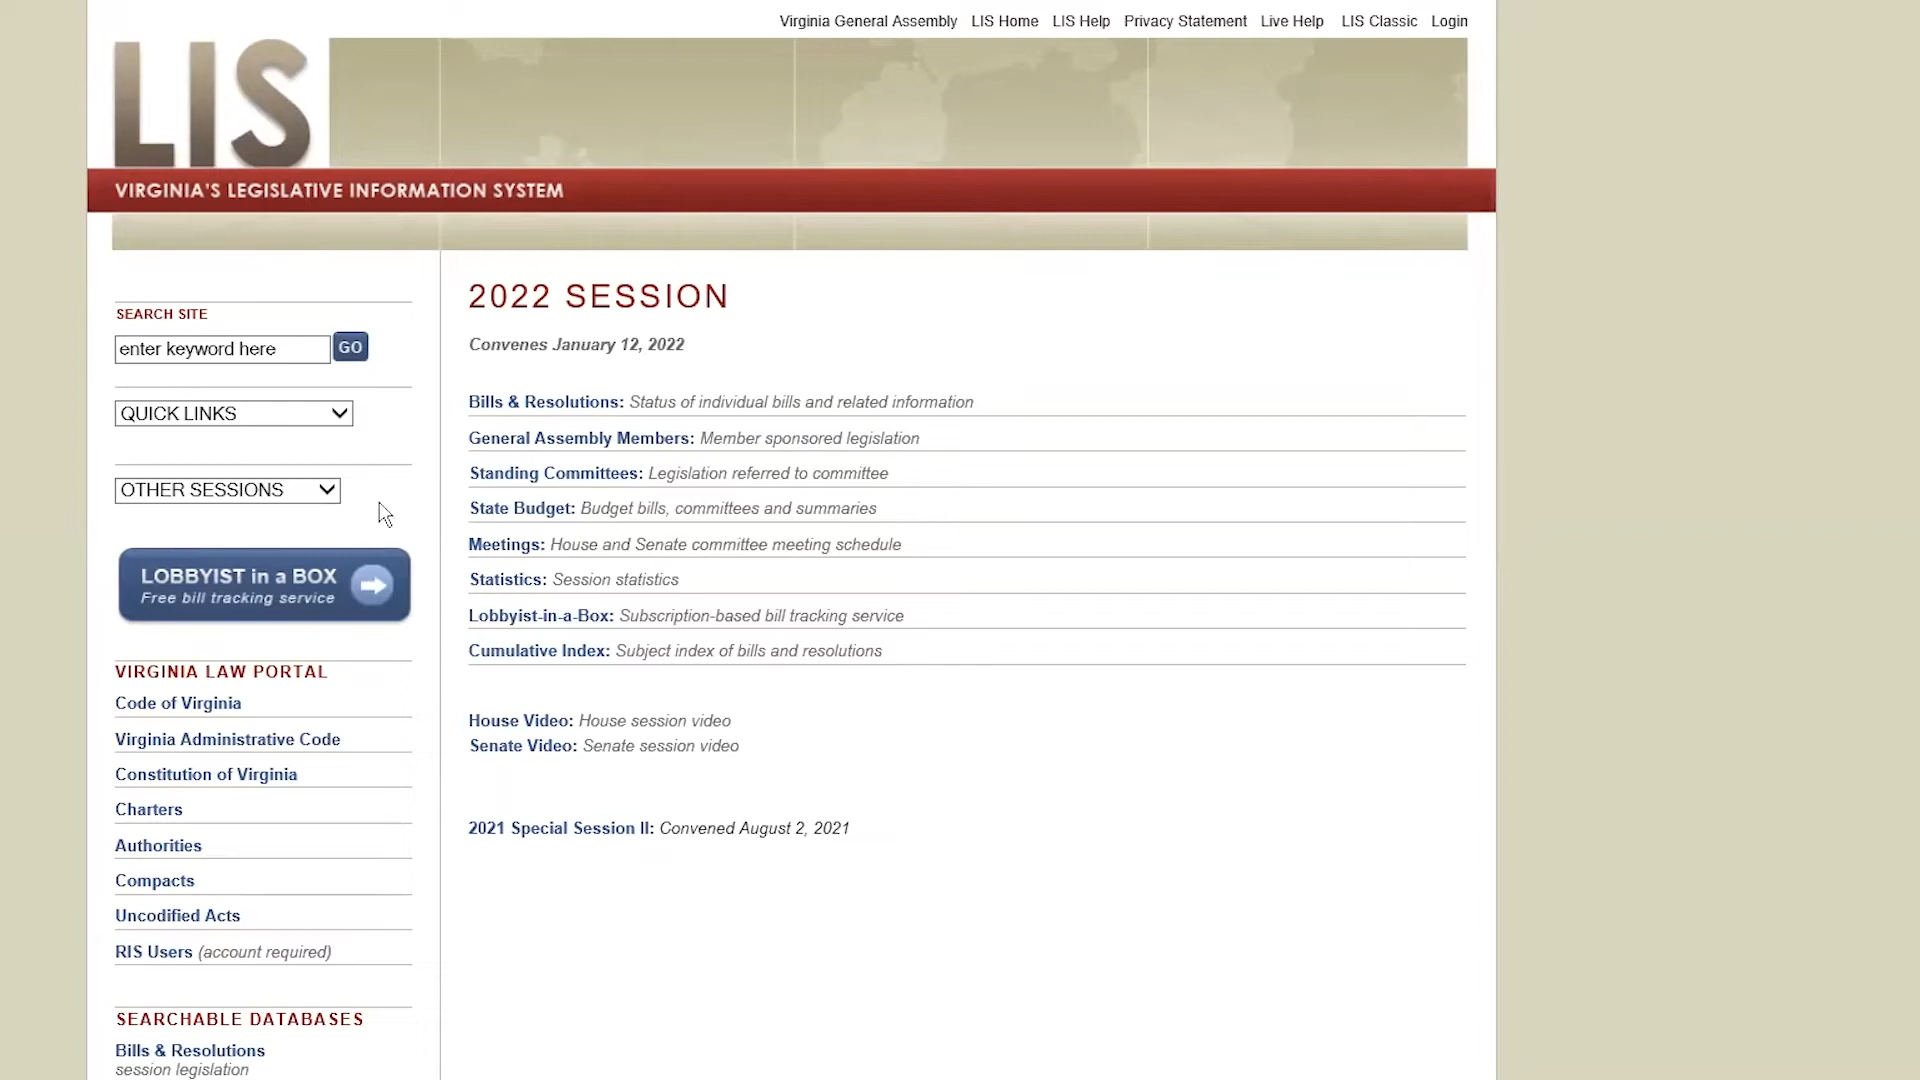 Virginia General Assembly LIS Home LIS Help Privacy Statement Live Help LIS Classic Login
LIS
VIRGINIA'S LEGISLATIVE INFORMATION SYSTEM
SEARCH SITE
enter keyword here GO
QUICK LINKS
OTHER SESSIONS
LOBBYIST in a BOX
Free bill tracking service
VIRGINIA LAW PORTAL
Code of Virginia
Virginia Administrative Code
Constitution of Virginia
Charters
Authorities
Compacts
Uncodified Acts
RIS Users (account required)
SEARCHABLE DATABASES
Bills & Resolutions
session legislation
2022 SESSION
Convenes January 12, 2022
Bills & Resolutions: Status of individual bills and related information
General Assembly Members: Member sponsored legislation
Standing Committees: Legislation referred to committee
State Budget: Budget bills, committees and summaries
Meetings: House and Senate committee meeting schedule
Statistics: Session statistics
Lobbyist-in-a-Box: Subscription-based bill tracking service
Cumulative Index: Subject index of bills and resolutions
House Video: House session video
Senate Video: Senate session video
2021 Special Session II: Convened August 2, 2021